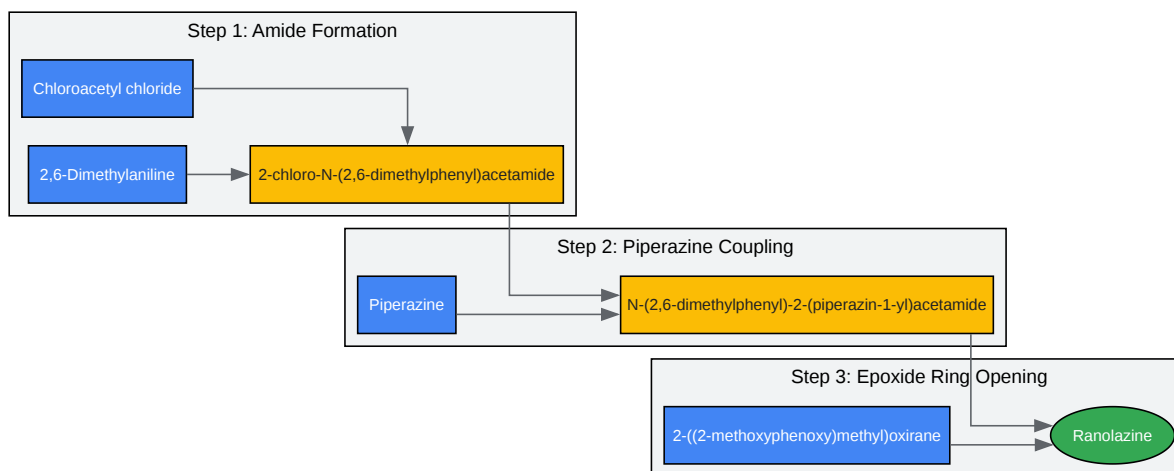 Step 1: Amide Formation
Chloroacetyl chloride
2,6-Dimethylaniline
2-chloro-N-(2,6-dimethylphenyl)acetamide
Step 2: Piperazine Coupling
Piperazine
N-(2,6-dimethylphenyl)-2-(piperazin-1-yl)acetamide
Step 3: Epoxide Ring Opening
2-((2-methoxyphenoxy)methyl)oxirane
Ranolazine